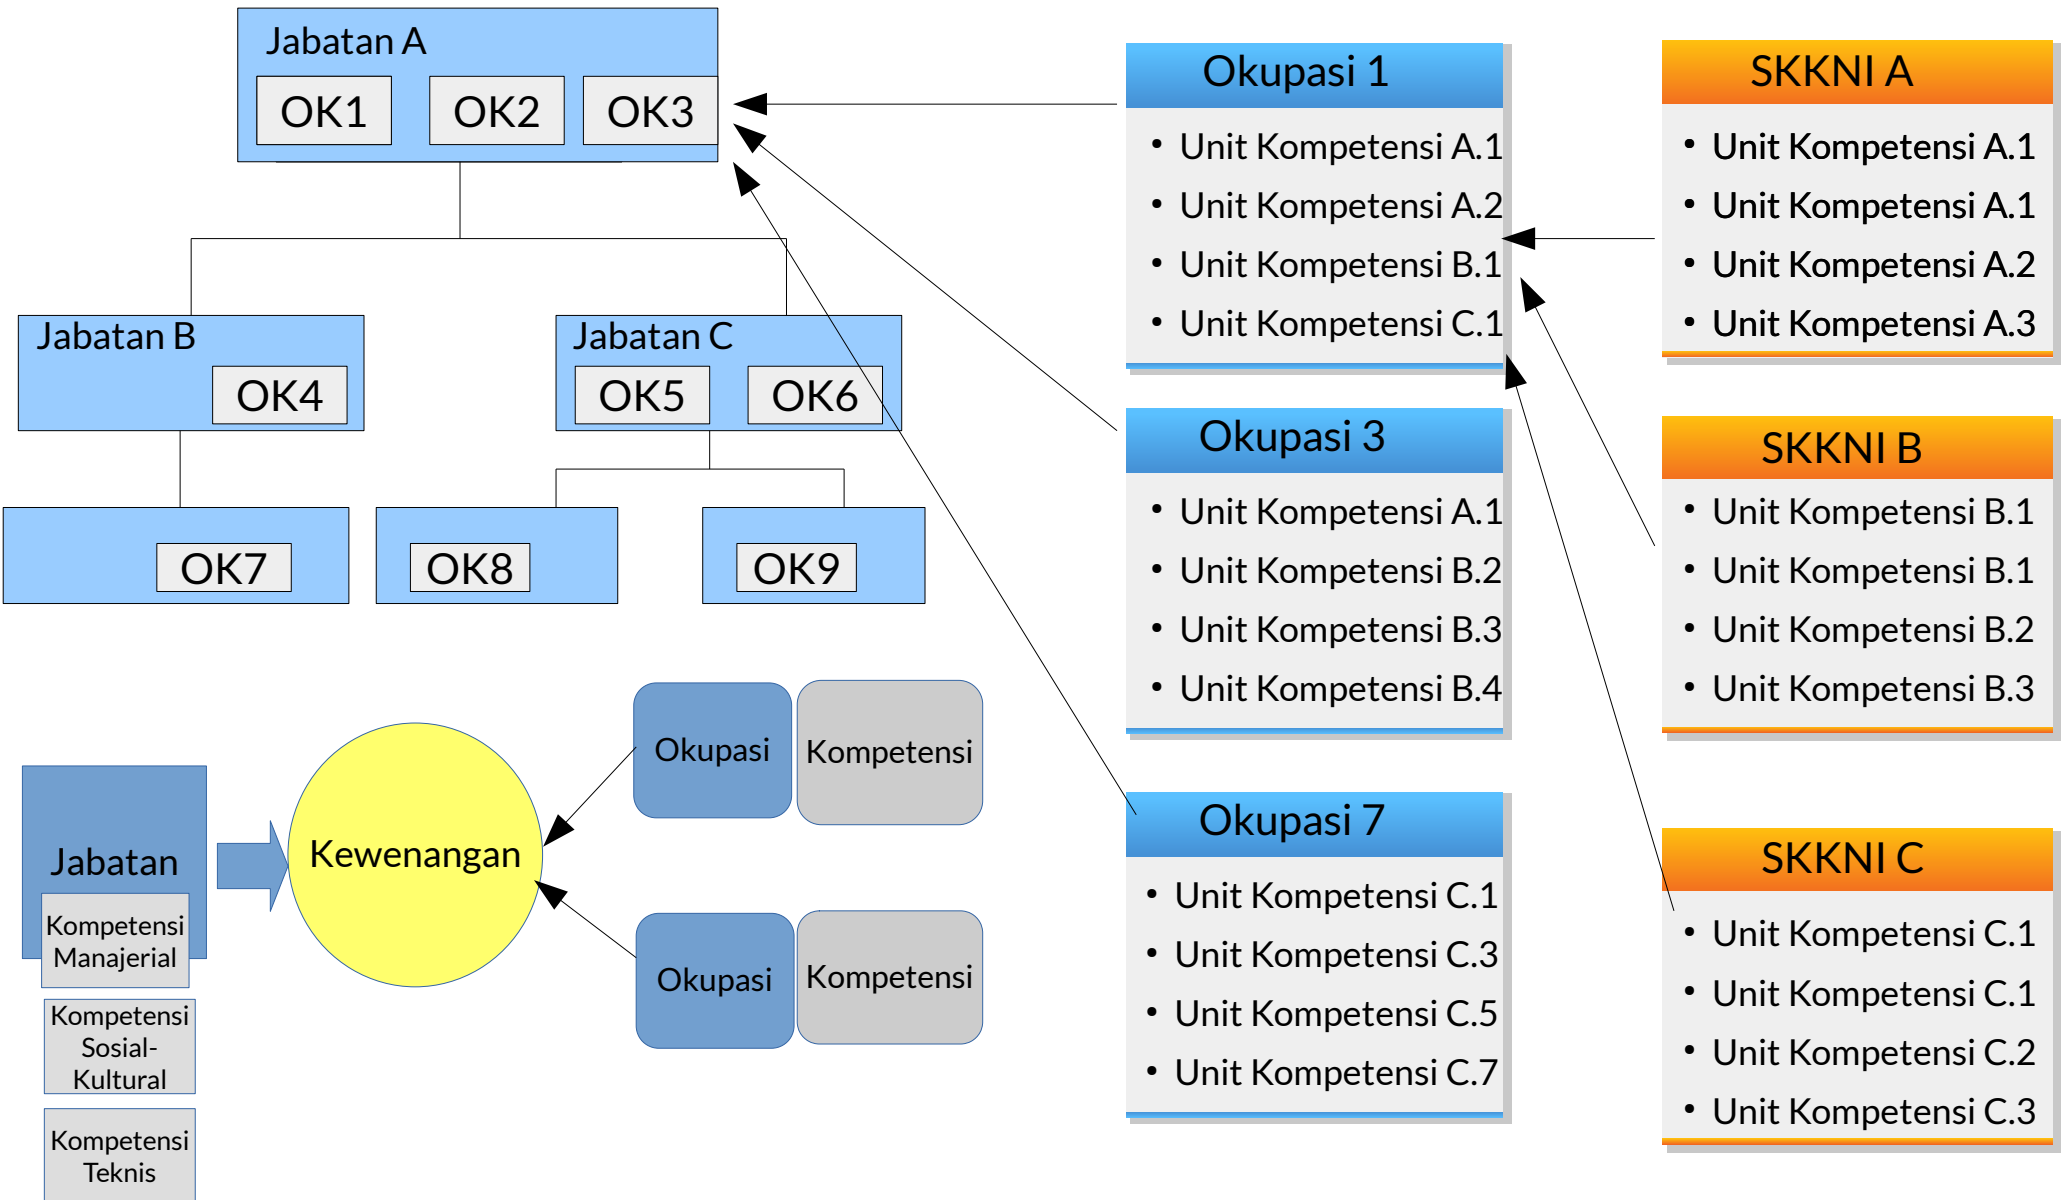 Jabatan A
OK1
OK2
OK3
Jabatan B
OK4
Jabatan C
OK5
OK6
OK7
OK8
OK9
Okupasi 1
• Unit Kompetensi A.1
• Unit Kompetensi A.2
• Unit Kompetensi B.1
• Unit Kompetensi C.1
Okupasi 3
• Unit Kompetensi A.1
• Unit Kompetensi B.2
• Unit Kompetensi B.3
• Unit Kompetensi B.4
Okupasi 7
• Unit Kompetensi C.1
• Unit Kompetensi C.3
• Unit Kompetensi C.5
• Unit Kompetensi C.7
SKKNI A
• Unit Kompetensi A.1
• Unit Kompetensi A.1
• Unit Kompetensi A.2
• Unit Kompetensi A.3
SKKNI B
• Unit Kompetensi B.1
• Unit Kompetensi B.1
• Unit Kompetensi B.2
• Unit Kompetensi B.3
SKKNI C
• Unit Kompetensi C.1
• Unit Kompetensi C.1
• Unit Kompetensi C.2
• Unit Kompetensi C.3
Jabatan
Kompetensi
Manajerial
Kompetensi
Sosial-
Kultural
Kompetensi
Teknis
Kewenangan
Okupasi
Kompetensi
Okupasi
Kompetensi